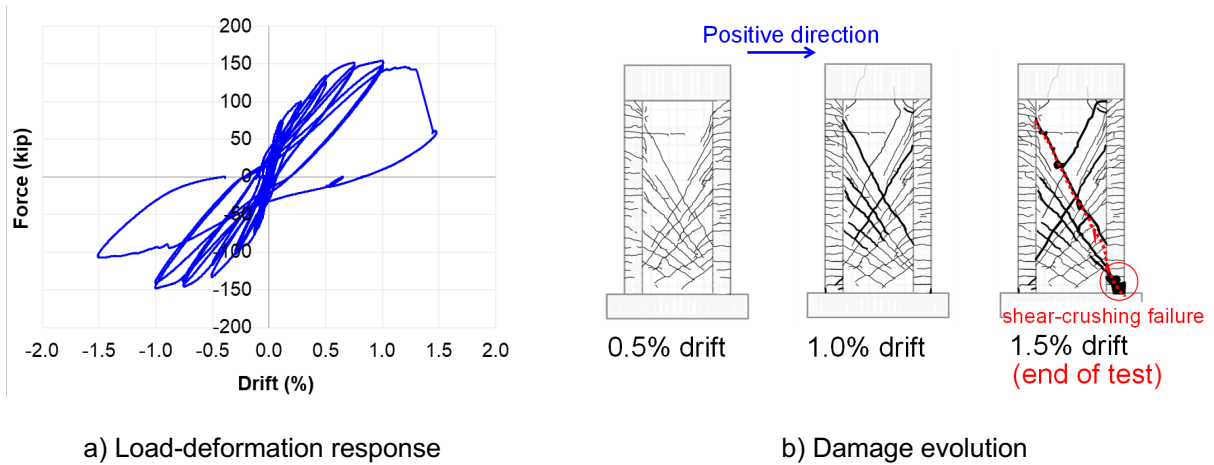 200
150
100
50
0
-50
-100
-150
-200
Force (kip)
-2.0 -1.5 -1.0 -0.5 0.0 0.5 1.0 1.5 2.0
Drift (%)
a) Load-deformation response
Positive direction
0.5% drift
1.0% drift
shear-crushing failure
1.5% drift
(end of test)
b) Damage evolution